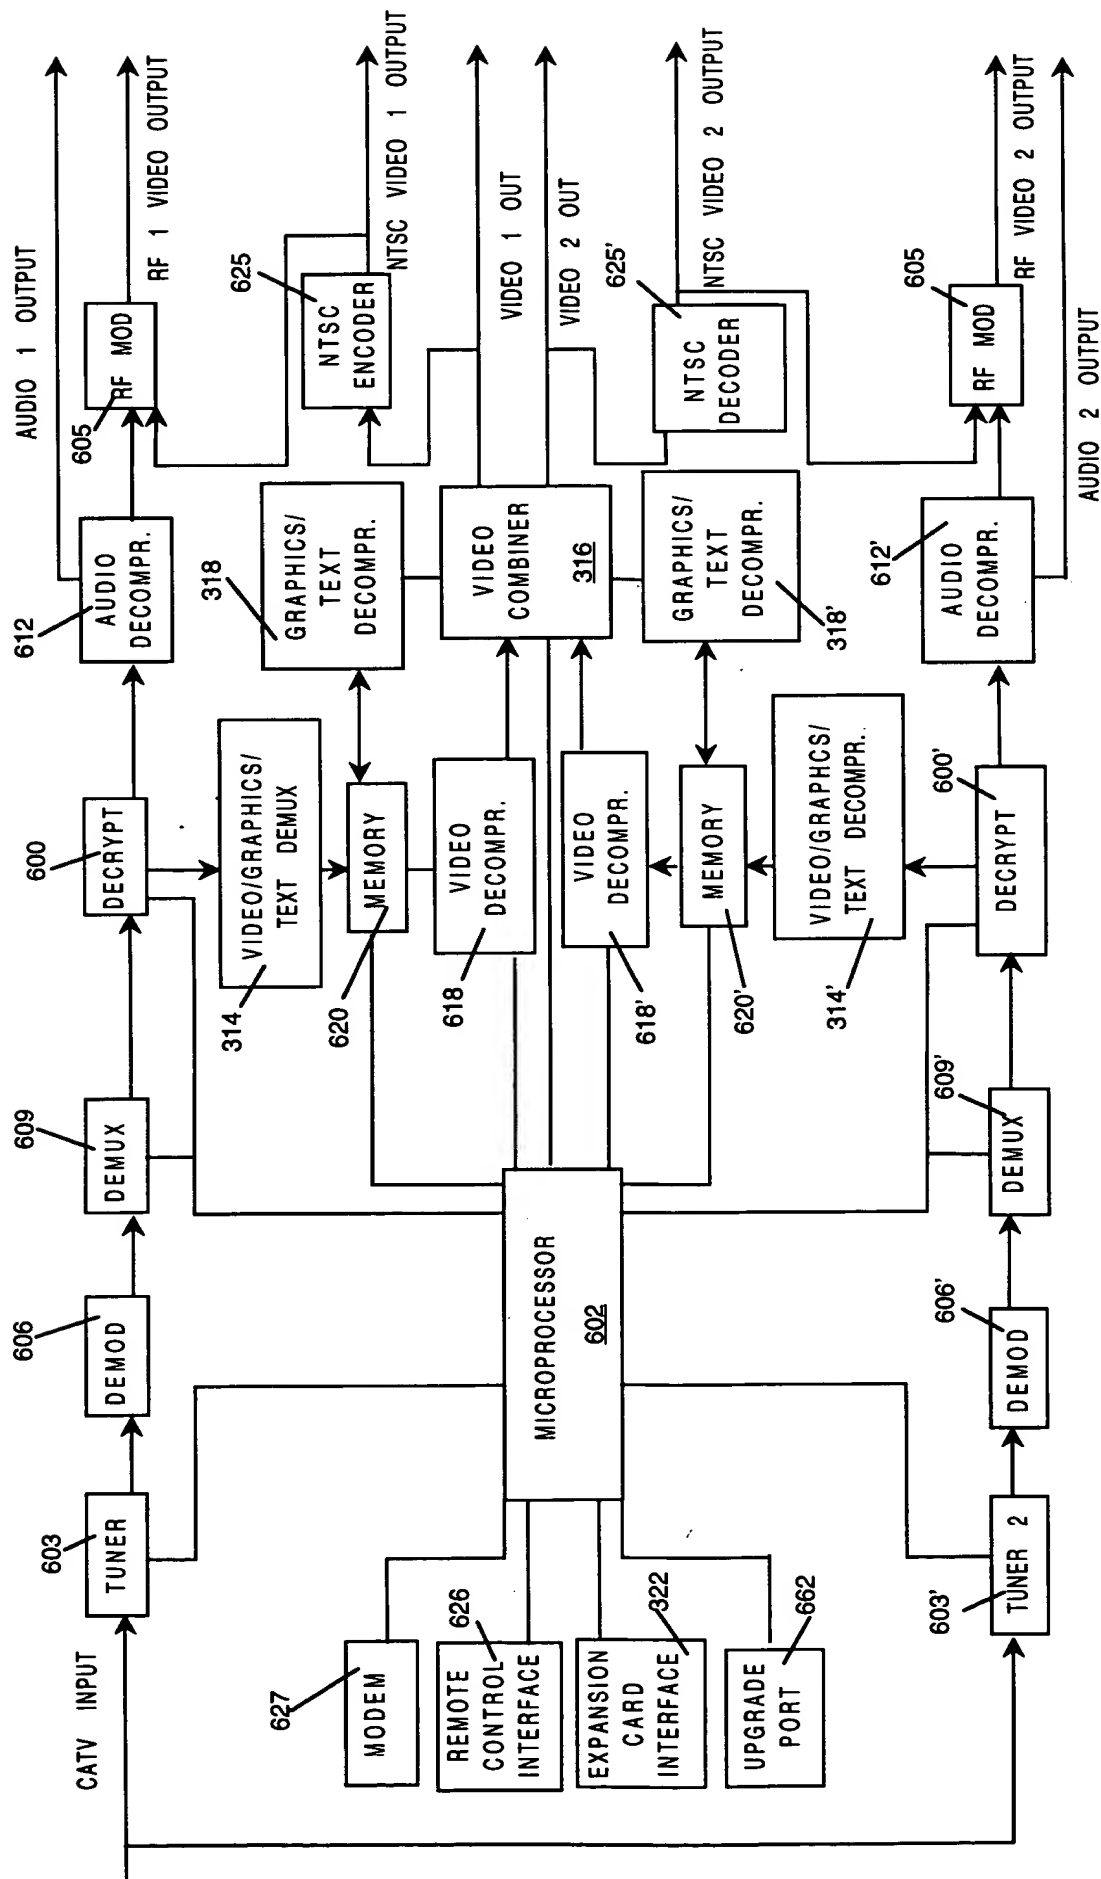 CATV INPUT
603
TUNER
606
DEMOD
609
DEMUX
600
DECRYPT
612
AUDIO
DECOMPR.
605
RF MOD
AUDIO 1 OUTPUT
RF 1 VIDEO OUTPUT
314
VIDEO/GRAPHICS/
TEXT DEMUX
318
GRAPHICS/
TEXT
DECOMPR.
625
NTSC
ENCODER
NTSC VIDEO 1 OUTPUT
620
MEMORY
618
VIDEO
DECOMPR.
VIDEO
COMBINER
316
VIDEO 1 OUT
VIDEO 2 OUT
627
MODEM
626
REMOTE
CONTROL
INTERFACE
322
EXPANSION
CARD
INTERFACE
662
UPGRADE
PORT
MICROPROCESSOR
602
618'
VIDEO
DECOMPR.
620'
MEMORY
318'
GRAPHICS/
TEXT
DECOMPR.
625'
NTSC
DECODER
NTSC VIDEO 2 OUTPUT
314'
VIDEO/GRAPHCS/
TEXT DECOMPR.
603'
TUNER 2
606'
DEMOD
609'
DEMUX
600'
DECRYPT
612'
AUDIO
DECOMPR.
605
RF MOD
RF VIDEO 2 OUTPUT
AUDIO 2 OUTPUT